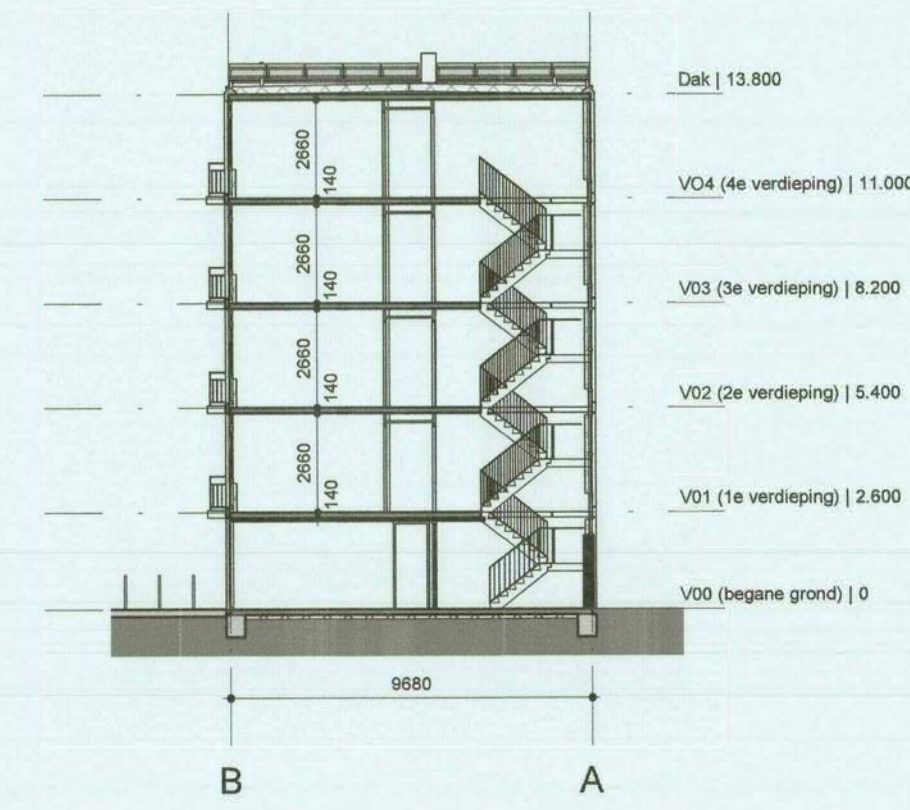 Dak | 13.800
2660
140
VO4 (4e verdieping) | 11.000
2660
140
V03 (3e verdieping) | 8.200
2660
140
V02 (2e verdieping) | 5.400
2660
140
V01 (1e verdieping) | 2.600
V00 (begane grond) | 0
9680
B A